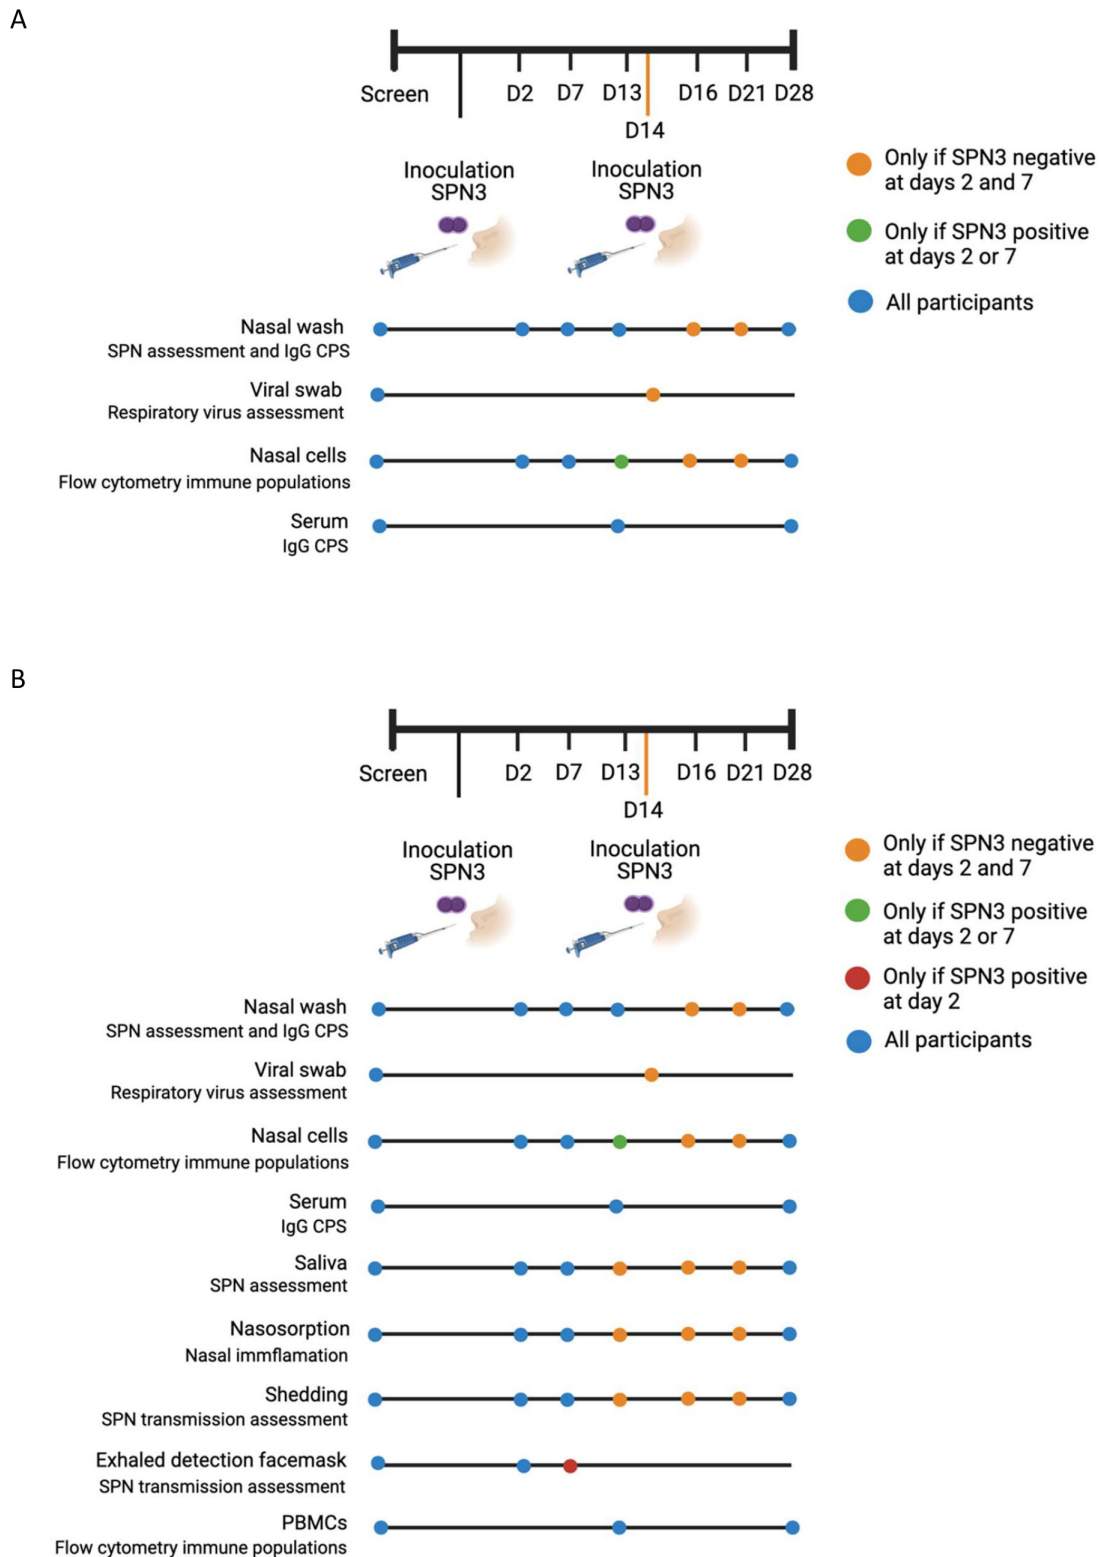 A
Screen
D2
D7
D13
D16
D21
D28
D14
Inoculation
SPN3
Inoculation
SPN3
Only if SPN3 negative
at days 2 and 7
Only if SPN3 positive
at days 2 or 7
All participants
Nasal wash
SPN assessment and IgG CPS
Viral swab
Respiratory virus assessment
Nasal cells
Flow cytometry immune populations
Serum
IgG CPS
B
Screen
D2
D7
D13
D16
D21
D28
D14
Inoculation
SPN3
Inoculation
SPN3
Only if SPN3 negative
at days 2 and 7
Only if SPN3 positive
at days 2 or 7
Only if SPN3 positive
at day 2
All participants
Nasal wash
SPN assessment and IgG CPS
Viral swab
Respiratory virus assessment
Nasal cells
Flow cytometry immune populations
Serum
IgG CPS
Saliva
SPN assessment
Nasosorption
Nasal immflamation
Shedding
SPN transmission assessment
Exhaled detection facemask
SPN transmission assessment
PBMCs
Flow cytometry immune populations